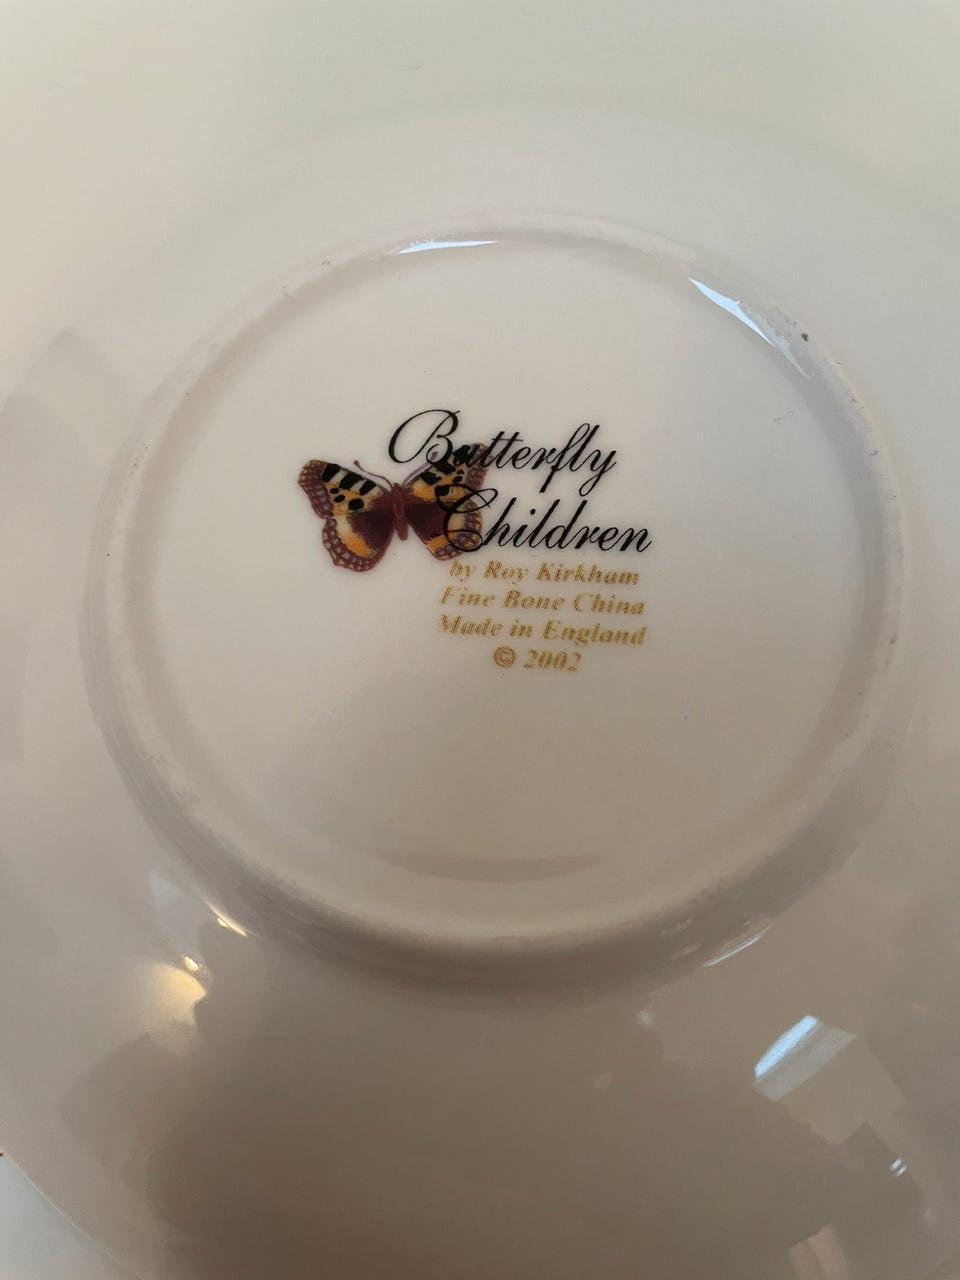 Butterfly
Children
by Roy Kirkham
Fine Bone China
Made in England
© 2002